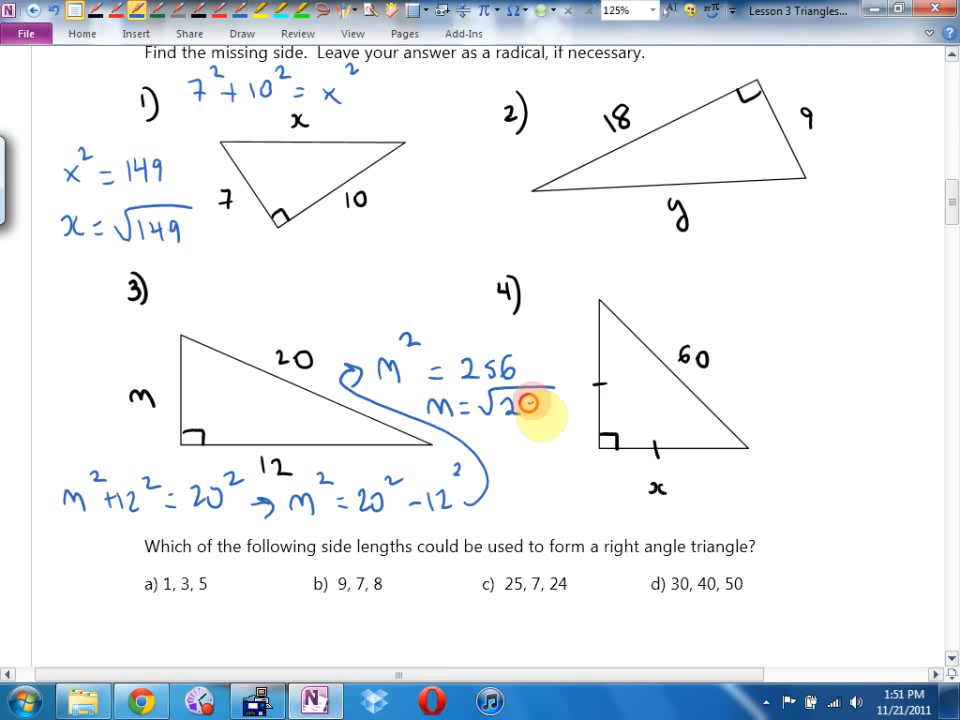 125% Lesson 3 Triangles...
File Home Insert Share Draw Review View Pages Add-Ins
Find the missing side. Leave your answer as a radical, if necessary.
1) 7² + 10² = x²
x
x² = 149
7
10
x = √149
2)
18
9
y
3)
20
m
12
m² + 12² = 20² → m² = 20² - 12²
m² = 256
m = √2
4)
60
x
Which of the following side lengths could be used to form a right angle triangle?
a) 1, 3, 5 b) 9, 7, 8 c) 25, 7, 24 d) 30, 40, 50
1:51 PM
11/21/2011